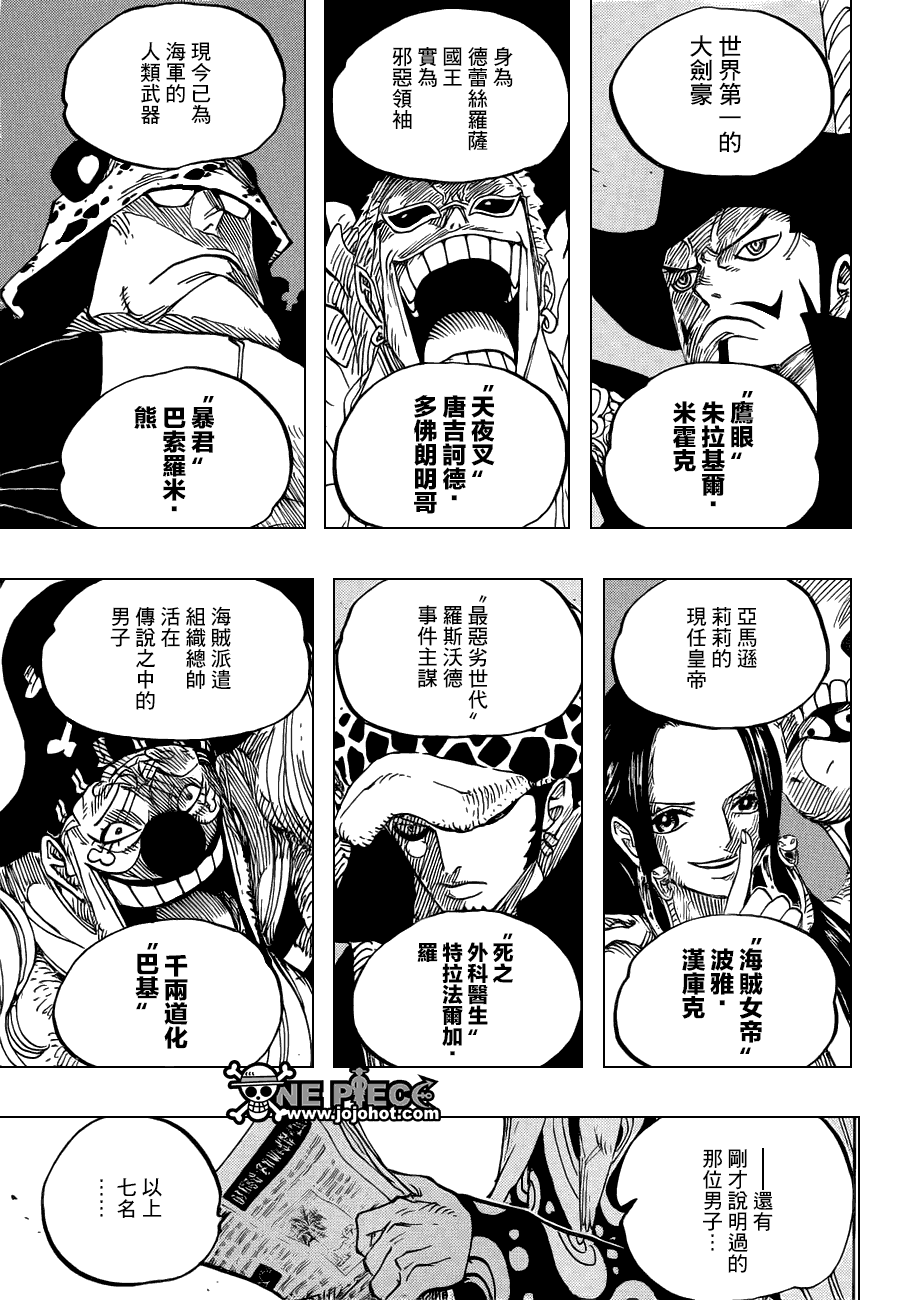 世界第一的
大劍豪
“鷹眼“
朱拉基爾·
米霍克
身為
德蕾絲羅薩
國王
實為
邪惡領袖
“天夜叉“
唐吉訶德·
多佛朗明哥
現今已為
海軍的
人類武器
“暴君“
巴索羅米·
熊
亞馬遜
莉莉的
現任皇帝
“海賊女帝“
波雅·
漢庫克
“最惡劣世代“
羅斯沃德
事件主謀
“死之
外科醫生“
特拉法爾加·
羅
海賊派遣
組織總帥
活在
傳說之中的
男子
千兩道化
“巴基“
——還有
剛才說明過的
那位男子…
以上
七名
……
ONE PIECE
www.jojohot.com